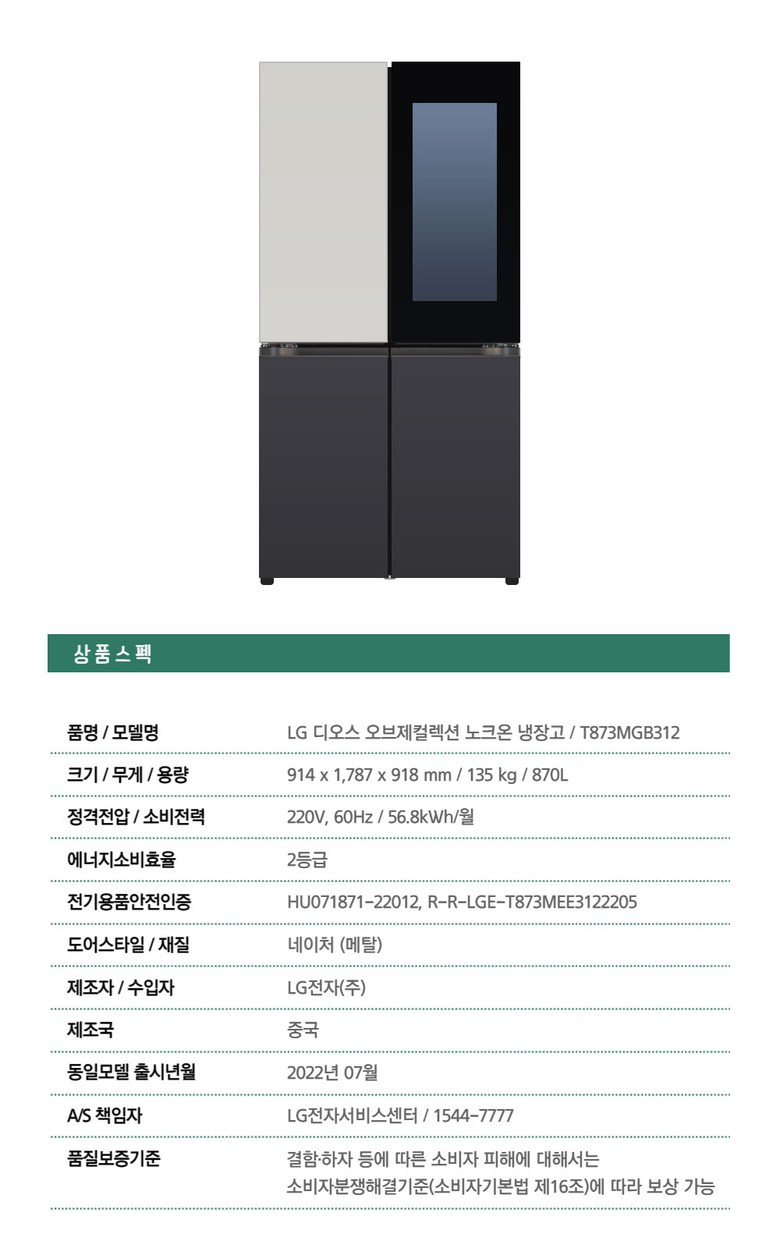 상품스펙
품명 / 모델명 LG 디오스 오브제컬렉션 노크온 냉장고 / T873MGB312
크기 / 무게 / 용량 914 x 1,787 x 918 mm / 135 kg / 870L
정격전압 / 소비전력 220V, 60Hz / 56.8kWh/월
에너지소비효율 2등급
전기용품안전인증 HU071871-22012, R-R-LGE-T873MEE3122205
도어스타일 / 재질 네이처 (메탈)
제조자 / 수입자 LG전자(주)
제조국 중국
동일모델 출시년월 2022년 07월
A/S 책임자 LG전자서비스센터 / 1544-7777
품질보증기준 결함·하자 등에 따른 소비자 피해에 대해서는
소비자분쟁해결기준(소비자기본법 제16조)에 따라 보상 가능